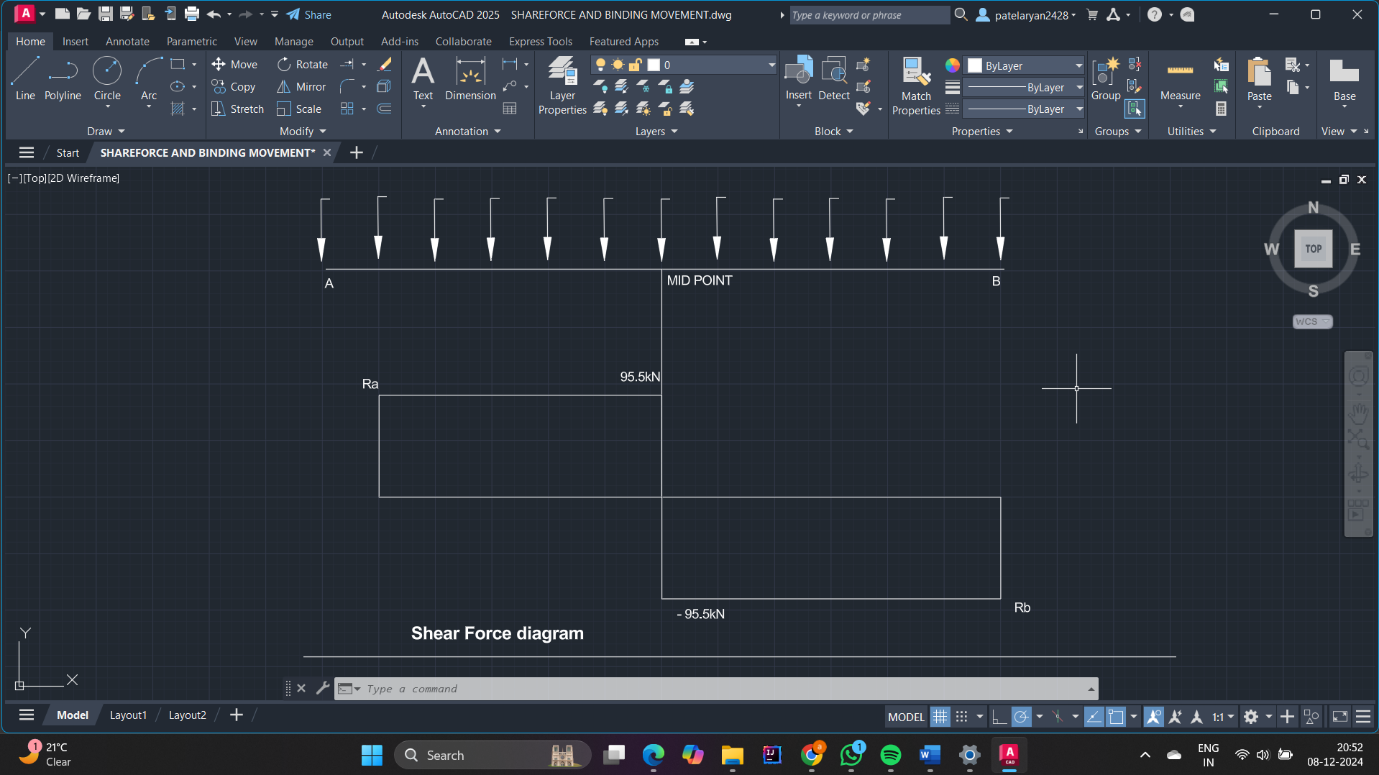 Share
Autodesk AutoCAD 2025 SHAREFORCE AND BINDING MOVEMENT.dwg
Type a keyword or phrase
patelaryan2428
Home Insert Annotate Parametric View Manage Output Add-ins Collaborate Express Tools Featured Apps
Line Polyline Circle Arc
Move Rotate
Copy Mirror
Stretch Scale
Text Dimension
Layer Properties
0
Insert Detect
Match Properties
ByLayer
ByLayer
ByLayer
Group
Measure
Paste
Base
Draw Modify Annotation Layers Block Properties Groups Utilities Clipboard View
Start SHAREFORCE AND BINDING MOVEMENT*
[−][Top][2D Wireframe]
N
W TOP E
S
WCS
A MID POINT B
95.5kN
Ra
Rb
- 95.5kN
Shear Force diagram
Y
X
Type a command
Model Layout1 Layout2
MODEL 1:1
1 21°C
Clear
Search
a
1
ENG
IN
20:52
08-12-2024